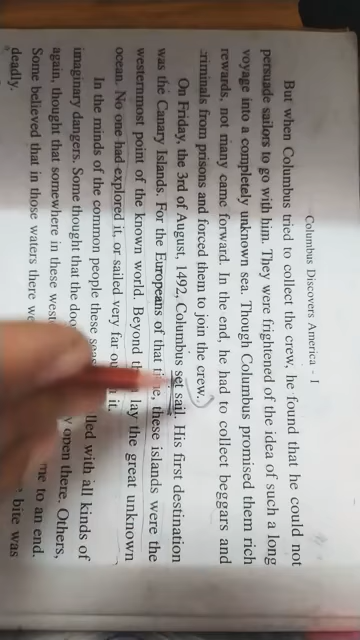 Columbus Discovers America - 1
But when Columbus tried to collect the crew, he found that he could not
persuade sailors to go with him. They were frightened of the idea of such a long
voyage into a completely unknown sea. Though Columbus promised them rich
rewards, not many came forward. In the end, he had to collect beggars and
criminals from prisons and forced them to join the crew.
On Friday, the 3rd of August, 1492, Columbus set sail. His first destination
was the Canary Islands. For the Europeans of that time, these islands were the
westernmost point of the known world. Beyond lay the great unknown
ocean. No one had explored it, or sailed very far it.
In the minds of the common people these with all kinds of
imaginary dangers. Some thought that the open there. Others,
again, thought that somewhere in these to an end.
Some believed that in those waters there bite was
deadly.